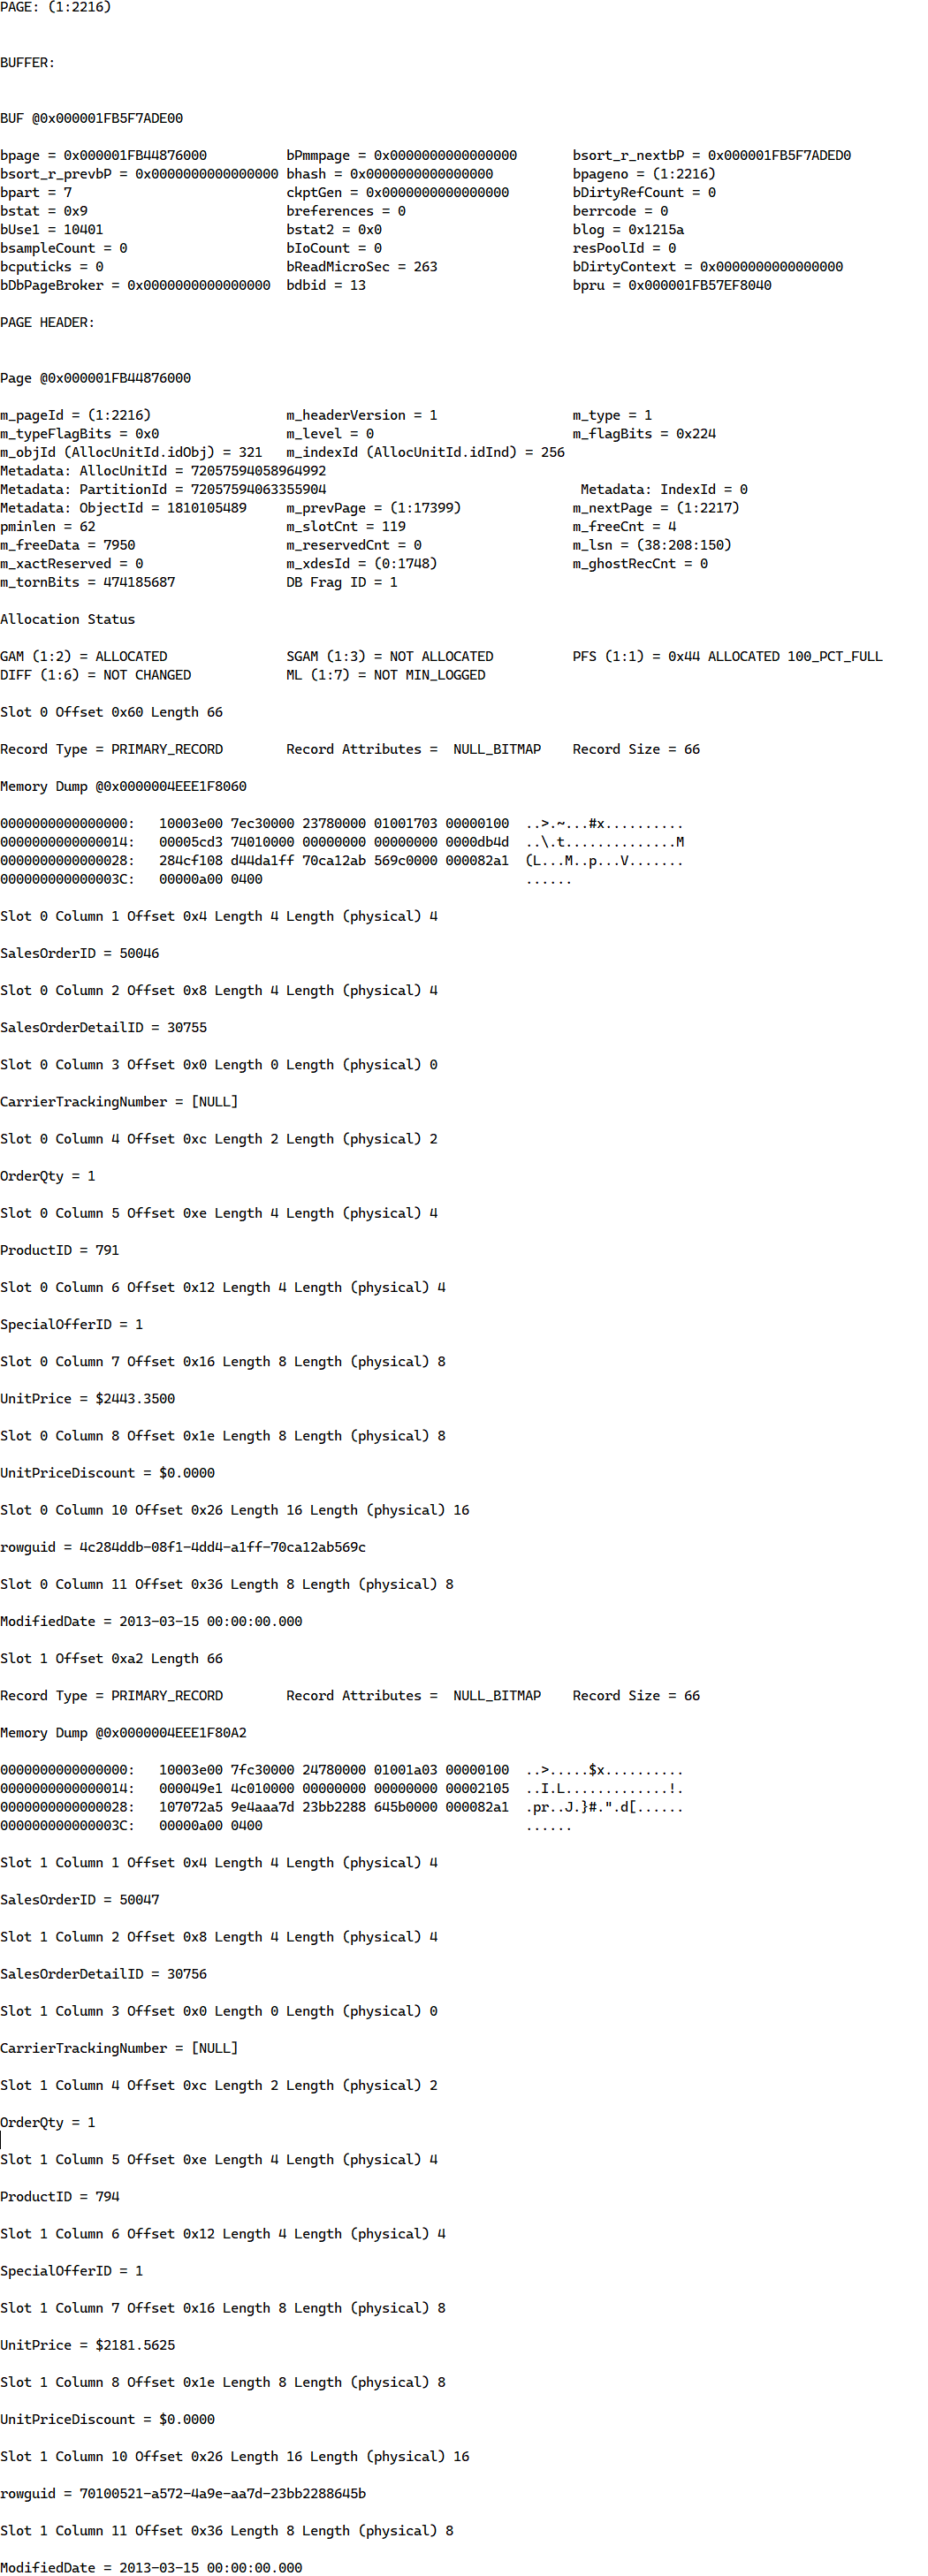 PAGE: (1:2216)
BUFFER:
BUF @0x000001FB5F7ADE00
bpage = 0x000001FB44876000 bPmmpage = 0x0000000000000000 bsort_r_nextbP = 0x000001FB5F7ADED0
bsort_r_prevbP = 0x0000000000000000 bhash = 0x0000000000000000 bpageno = (1:2216)
bpart = 7 ckptGen = 0x0000000000000000 bDirtyRefCount = 0
bstat = 0x9 breferences = 0 berrcode = 0
bUse1 = 10401 bstat2 = 0x0 blog = 0x1215a
bsampleCount = 0 bIoCount = 0 resPoolId = 0
bcputicks = 0 bReadMicroSec = 263 bDirtyContext = 0x0000000000000000
bDbPageBroker = 0x0000000000000000 bdbid = 13 bpru = 0x000001FB57EF8040
PAGE HEADER:
Page @0x000001FB44876000
m_pageId = (1:2216) m_headerVersion = 1 m_type = 1
m_typeFlagBits = 0x0 m_level = 0 m_flagBits = 0x224
m_objId (AllocUnitId.idObj) = 321 m_indexId (AllocUnitId.idInd) = 256
Metadata: AllocUnitId = 72057594058964992
Metadata: PartitionId = 72057594063355904 Metadata: IndexId = 0
Metadata: ObjectId = 1810105489 m_prevPage = (1:17399) m_nextPage = (1:2217)
pminlen = 62 m_slotCnt = 119 m_freeCnt = 4
m_freeData = 7950 m_reservedCnt = 0 m_lsn = (38:208:150)
m_xactReserved = 0 m_xdesId = (0:1748) m_ghostRecCnt = 0
m_tornBits = 474185687 DB Frag ID = 1
Allocation Status
GAM (1:2) = ALLOCATED SGAM (1:3) = NOT ALLOCATED PFS (1:1) = 0x44 ALLOCATED 100_PCT_FULL
DIFF (1:6) = NOT CHANGED ML (1:7) = NOT MIN_LOGGED
Slot 0 Offset 0x60 Length 66
Record Type = PRIMARY_RECORD Record Attributes = NULL_BITMAP Record Size = 66
Memory Dump @0x0000004EEE1F8060
0000000000000000: 10003e00 7ec30000 23780000 01001703 00000100 ..>.~...#x..........
0000000000000014: 00005cd3 74010000 00000000 00000000 0000db4d ..\.t..............M
0000000000000028: 284cf108 d44da1ff 70ca12ab 569c0000 000082a1 (L...M..p...V.......
000000000000003C: 00000a00 0400 ......
Slot 0 Column 1 Offset 0x4 Length 4 Length (physical) 4
SalesOrderID = 50046
Slot 0 Column 2 Offset 0x8 Length 4 Length (physical) 4
SalesOrderDetailID = 30755
Slot 0 Column 3 Offset 0x0 Length 0 Length (physical) 0
CarrierTrackingNumber = [NULL]
Slot 0 Column 4 Offset 0xc Length 2 Length (physical) 2
OrderQty = 1
Slot 0 Column 5 Offset 0xe Length 4 Length (physical) 4
ProductID = 791
Slot 0 Column 6 Offset 0x12 Length 4 Length (physical) 4
SpecialOfferID = 1
Slot 0 Column 7 Offset 0x16 Length 8 Length (physical) 8
UnitPrice = $2443.3500
Slot 0 Column 8 Offset 0x1e Length 8 Length (physical) 8
UnitPriceDiscount = $0.0000
Slot 0 Column 10 Offset 0x26 Length 16 Length (physical) 16
rowguid = 4c284ddb-08f1-4dd4-a1ff-70ca12ab569c
Slot 0 Column 11 Offset 0x36 Length 8 Length (physical) 8
ModifiedDate = 2013-03-15 00:00:00.000
Slot 1 Offset 0xa2 Length 66
Record Type = PRIMARY_RECORD Record Attributes = NULL_BITMAP Record Size = 66
Memory Dump @0x0000004EEE1F80A2
0000000000000000: 10003e00 7fc30000 24780000 01001a03 00000100 ..>.....$x..........
0000000000000014: 000049e1 4c010000 00000000 00000000 00002105 ..I.L.............!.
0000000000000028: 107072a5 9e4aaa7d 23bb2288 645b0000 000082a1 .pr..J.}#.".d[......
000000000000003C: 00000a00 0400 ......
Slot 1 Column 1 Offset 0x4 Length 4 Length (physical) 4
SalesOrderID = 50047
Slot 1 Column 2 Offset 0x8 Length 4 Length (physical) 4
SalesOrderDetailID = 30756
Slot 1 Column 3 Offset 0x0 Length 0 Length (physical) 0
CarrierTrackingNumber = [NULL]
Slot 1 Column 4 Offset 0xc Length 2 Length (physical) 2
OrderQty = 1
Slot 1 Column 5 Offset 0xe Length 4 Length (physical) 4
ProductID = 794
Slot 1 Column 6 Offset 0x12 Length 4 Length (physical) 4
SpecialOfferID = 1
Slot 1 Column 7 Offset 0x16 Length 8 Length (physical) 8
UnitPrice = $2181.5625
Slot 1 Column 8 Offset 0x1e Length 8 Length (physical) 8
UnitPriceDiscount = $0.0000
Slot 1 Column 10 Offset 0x26 Length 16 Length (physical) 16
rowguid = 70100521-a572-4a9e-aa7d-23bb2288645b
Slot 1 Column 11 Offset 0x36 Length 8 Length (physical) 8
ModifiedDate = 2013-03-15 00:00:00.000